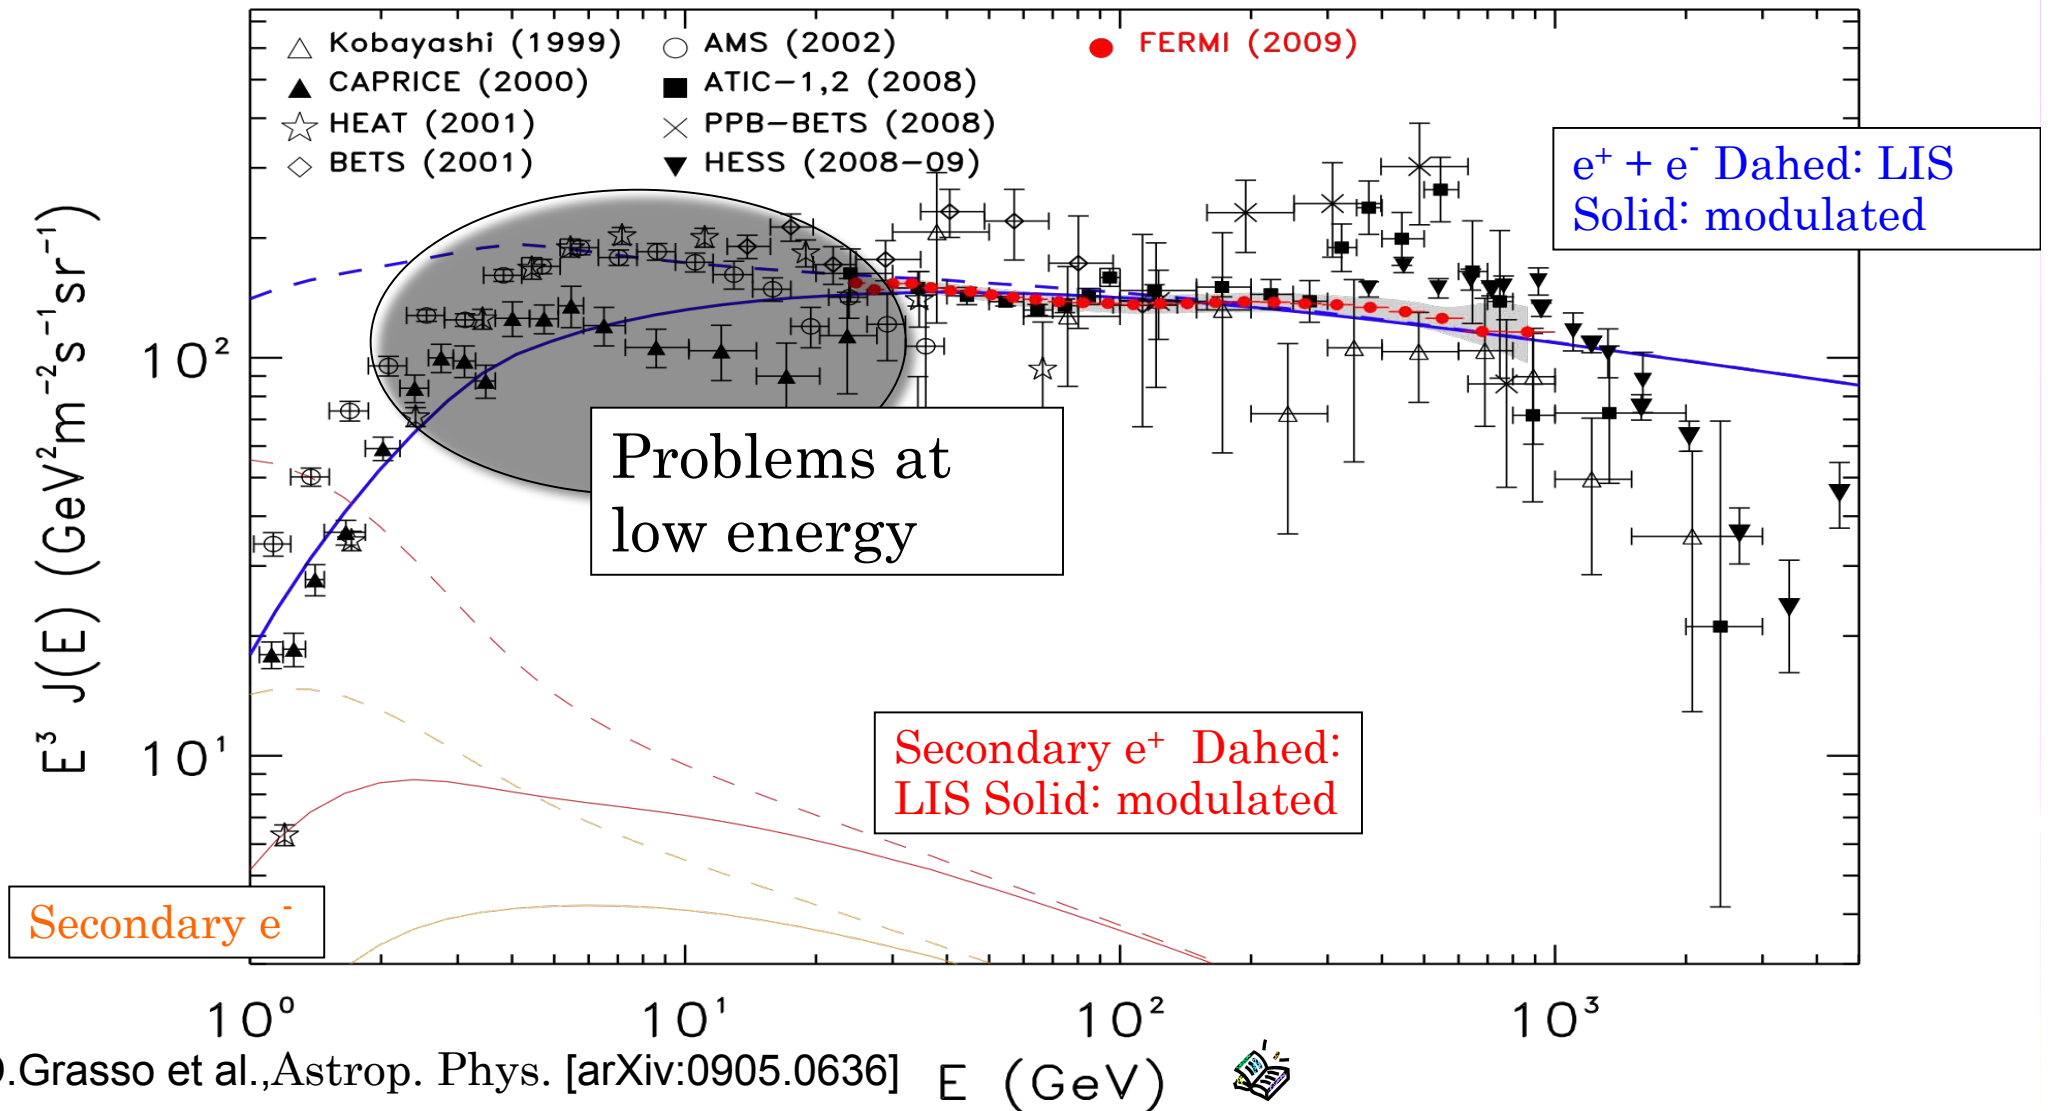 Kobayashi (1999)
CAPRICE (2000)
HEAT (2001)
BETS (2001)
AMS (2002)
ATIC-1,2 (2008)
PPB-BETS (2008)
HESS (2008-09)
FERMI (2009)
e⁺ + e⁻ Dahed: LIS
Solid: modulated
Problems at
low energy
Secondary e⁺ Dahed:
LIS Solid: modulated
Secondary e⁻
E³ J(E) (GeV²m⁻²s⁻¹sr⁻¹)
10²
10¹
10⁰
10¹
10²
10³
E (GeV)
.Grasso et al.,Astrop. Phys. [arXiv:0905.0636]